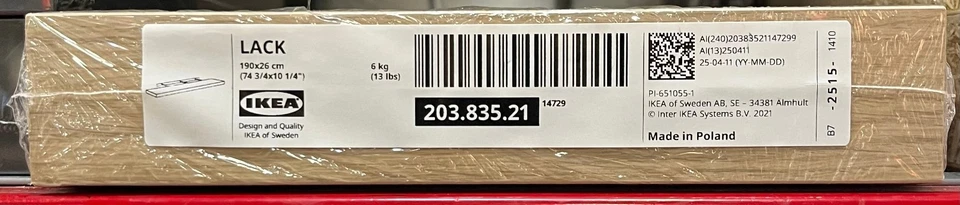 LACK
190x26 cm
(74 3/4x10 1/4")
6 kg
(13 lbs)
IKEA
Design and Quality
IKEA of Sweden
203.835.21
14729
AI(240)20383521147299
AI(13)250411
25-04-11 (YY-MM-DD)
PI-651055-1
IKEA of Sweden AB, SE – 34381 Älmhult
© Inter IKEA Systems B.V. 2021
Made in Poland
B7 -2515- 1410